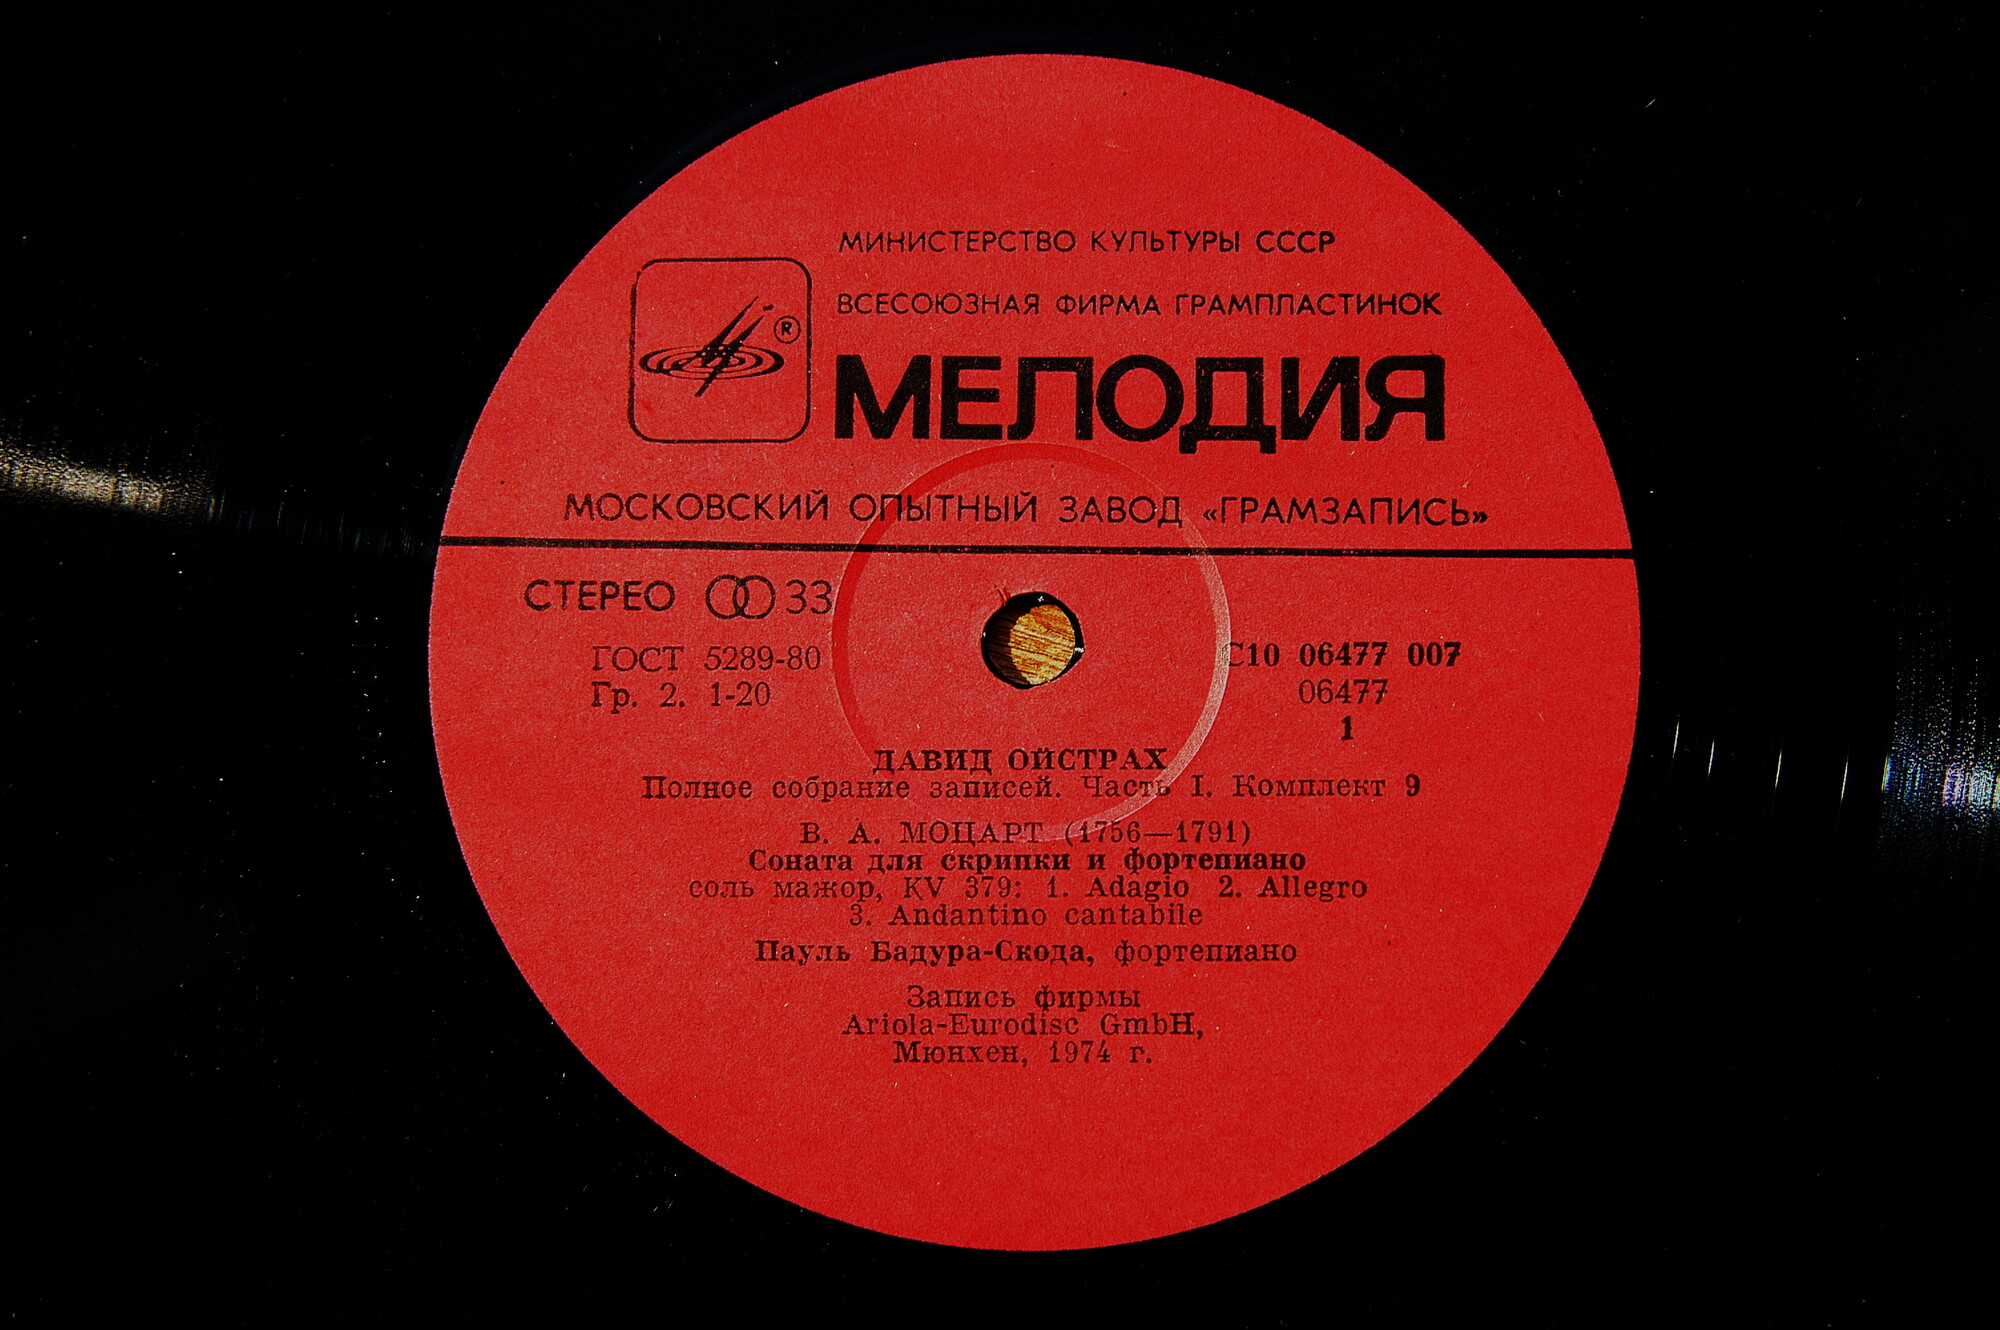 МИНИСТЕРСТВО КУЛЬТУРЫ СССР
ВСЕСОЮЗНАЯ ФИРМА ГРАМПЛАСТИНОК
®
МЕЛОДИЯ
МОСКОВСКИЙ ОПЫТНЫЙ ЗАВОД «ГРАМЗАПИСЬ»
СТЕРЕО 33
ГОСТ 5289-80
Гр. 2. 1-20
С10 06477 007
06477
1
ДАВИД ОЙСТРАХ
Полное собрание записей. Часть I. Комплект 9
В. А. МОЦАРТ (1756—1791)
Соната для скрипки и фортепиано
соль мажор, KV 379: 1. Adagio 2. Allegro
3. Andantino cantabile
Пауль Бадура-Скода, фортепиано
Запись фирмы
Ariola-Eurodisc GmbH,
Мюнхен, 1974 г.